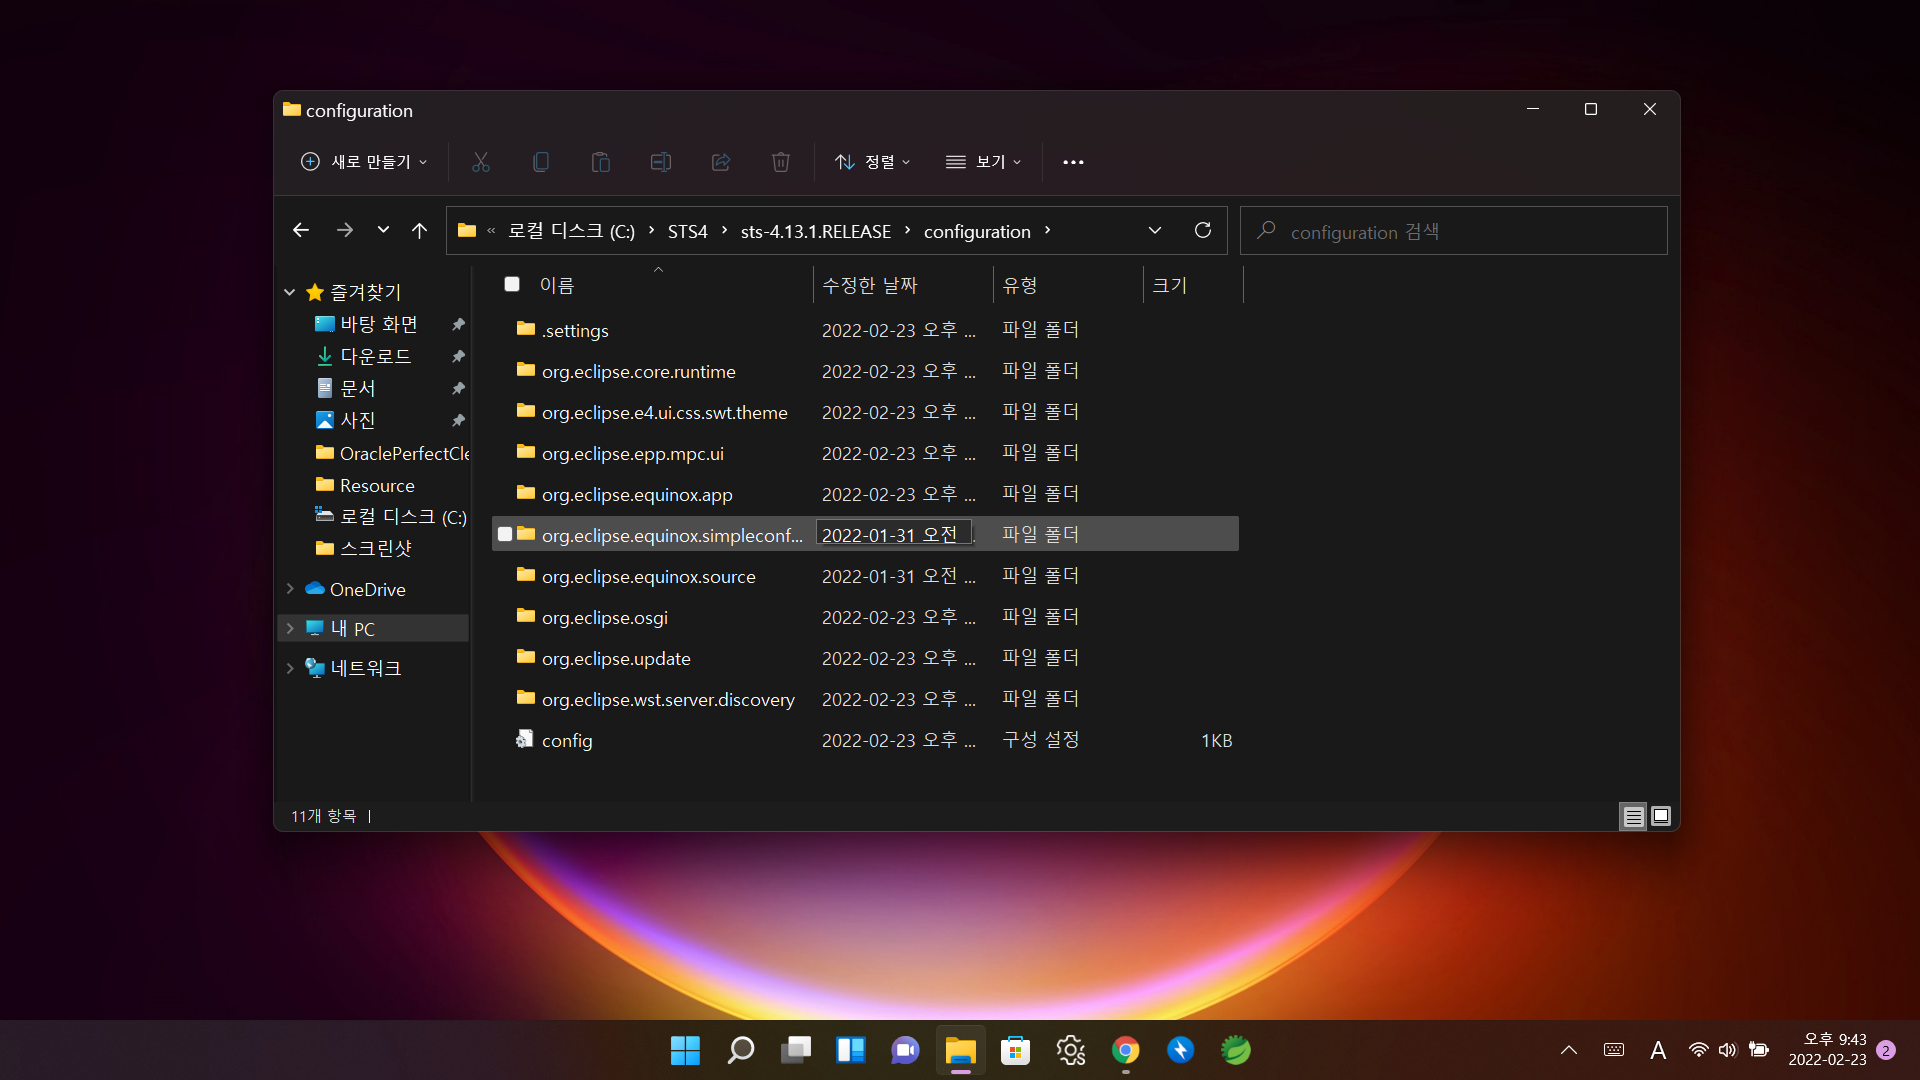 configuration
새로 만들기
정렬
보기
로컬 디스크 (C:) › STS4 › sts-4.13.1.RELEASE › configuration ›
configuration 검색
즐겨찾기
바탕 화면
다운로드
문서
사진
OraclePerfectCle
Resource
로컬 디스크 (C:)
스크린샷
OneDrive
내 PC
네트워크
이름 수정한 날짜 유형 크기
.settings 2022-02-23 오후 ... 파일 폴더
org.eclipse.core.runtime 2022-02-23 오후 ... 파일 폴더
org.eclipse.e4.ui.css.swt.theme 2022-02-23 오후 ... 파일 폴더
org.eclipse.epp.mpc.ui 2022-02-23 오후 ... 파일 폴더
org.eclipse.equinox.app 2022-02-23 오후 ... 파일 폴더
org.eclipse.equinox.simpleconf... 2022-01-31 오전 파일 폴더
org.eclipse.equinox.source 2022-01-31 오전 ... 파일 폴더
org.eclipse.osgi 2022-02-23 오후 ... 파일 폴더
org.eclipse.update 2022-02-23 오후 ... 파일 폴더
org.eclipse.wst.server.discovery 2022-02-23 오후 ... 파일 폴더
config 2022-02-23 오후 ... 구성 설정 1KB
11개 항목
A
오후 9:43
2022-02-23
2